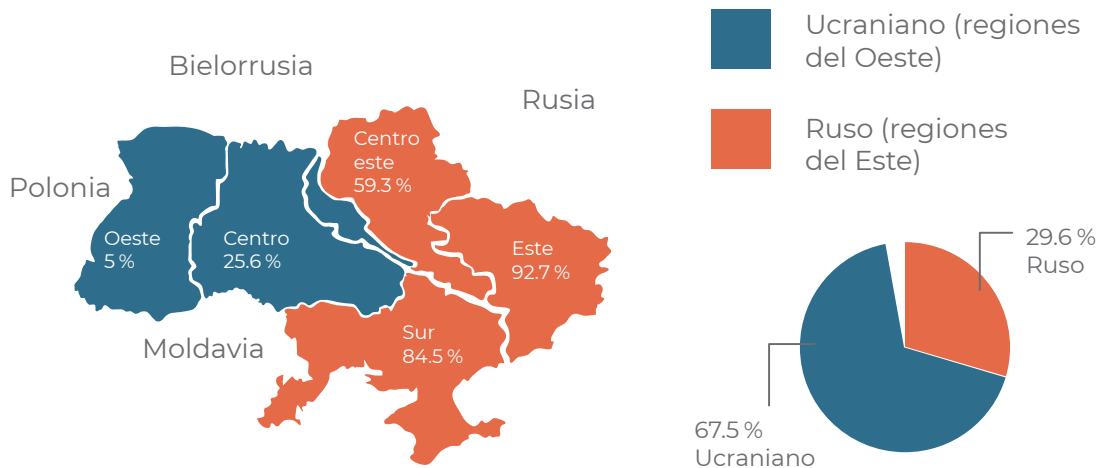 Bielorrusia
Rusia
Polonia
Moldavia
Centro
este
59.3 %
Oeste
5 %
Centro
25.6 %
Este
92.7 %
Sur
84.5 %
Ucraniano (regiones
del Oeste)
Ruso (regiones
del Este)
29.6 %
Ruso
67.5 %
Ucraniano